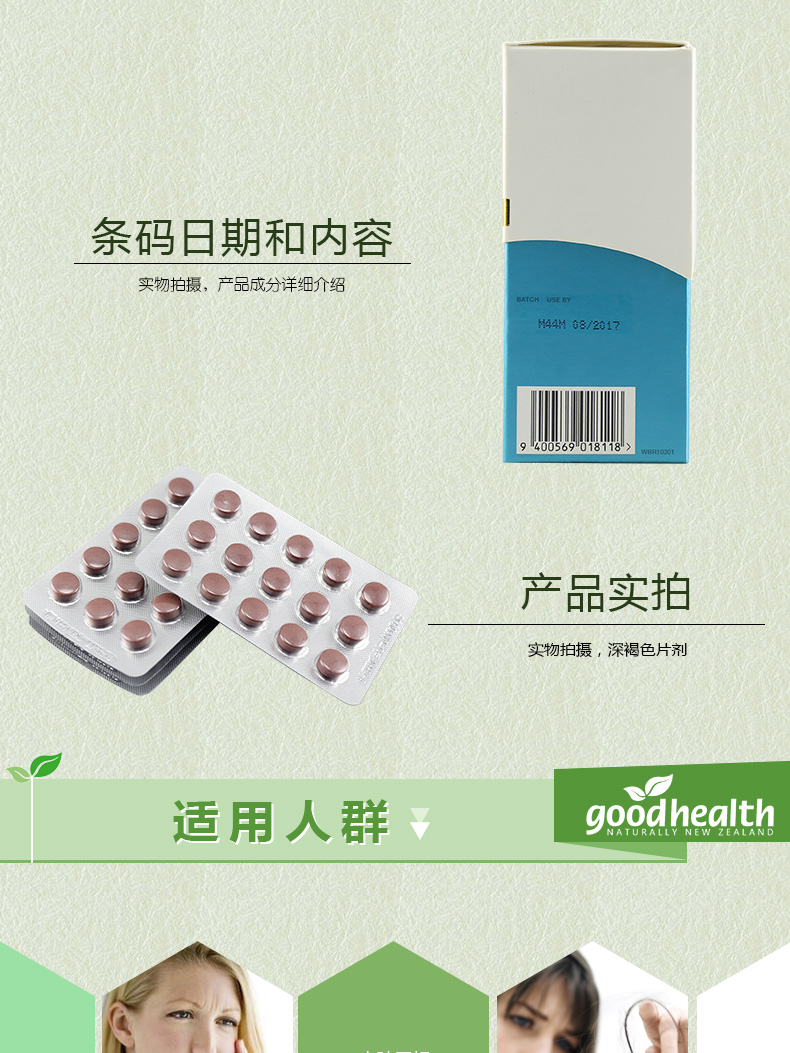 条码日期和内容
实物拍摄，产品成分详细介绍
BATCH USE BY
M44M 08/2017
9 400569 018118 >
WBR10201
产品实拍
实物拍摄，深褐色片剂
适用人群
goodhealth
NATURALLY NEW ZEALAND